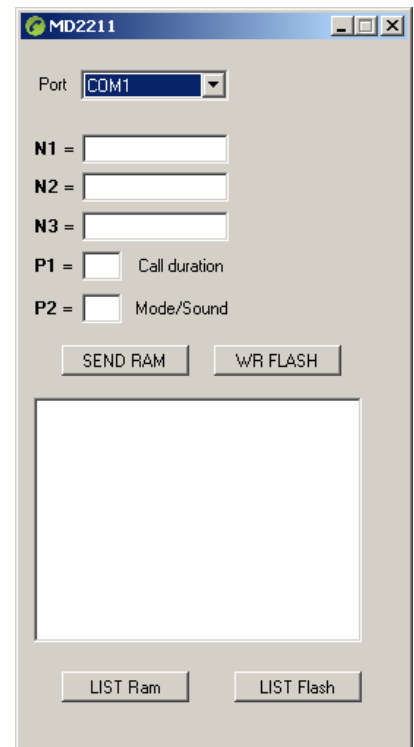 MD2211
Port COM1
N1 =
N2 =
N3 =
P1 = Call duration
P2 = Mode/Sound
SEND RAM WR FLASH
LIST Ram LIST Flash